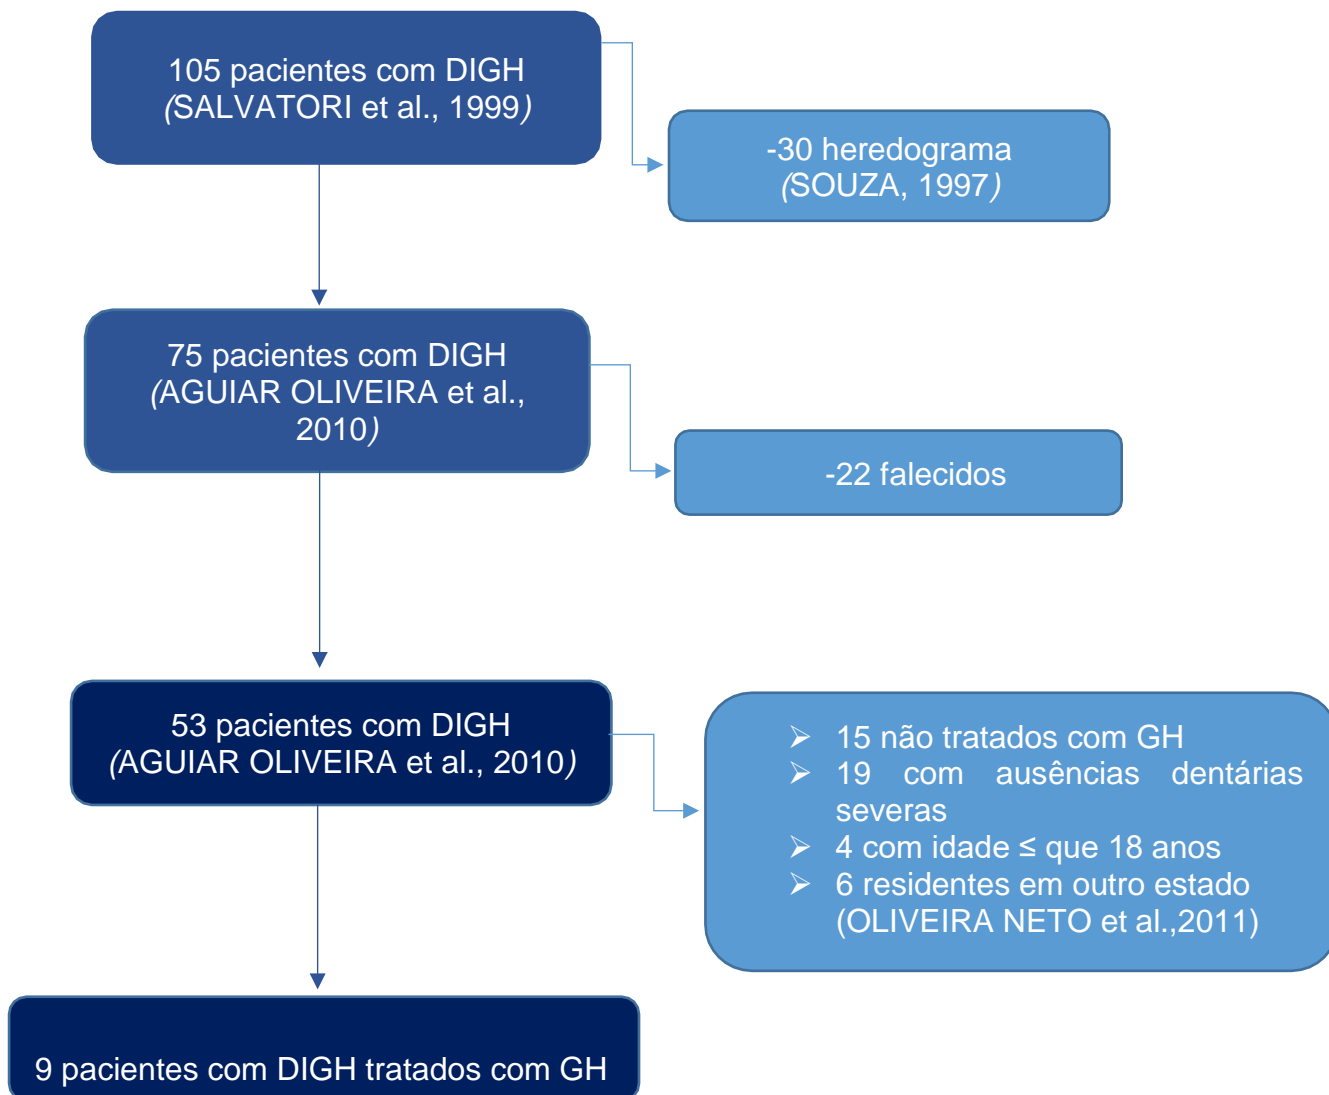 105 pacientes com DIGH
(SALVATORI et al., 1999)
-30 heredograma
(SOUZA, 1997)
75 pacientes com DIGH
(AGUIAR OLIVEIRA et al.,
2010)
-22 falecidos
53 pacientes com DIGH
(AGUIAR OLIVEIRA et al., 2010)
➢ 15 não tratados com GH
➢ 19 com ausências dentárias
severas
➢ 4 com idade ≤ que 18 anos
➢ 6 residentes em outro estado
(OLIVEIRA NETO et al.,2011)
9 pacientes com DIGH tratados com GH